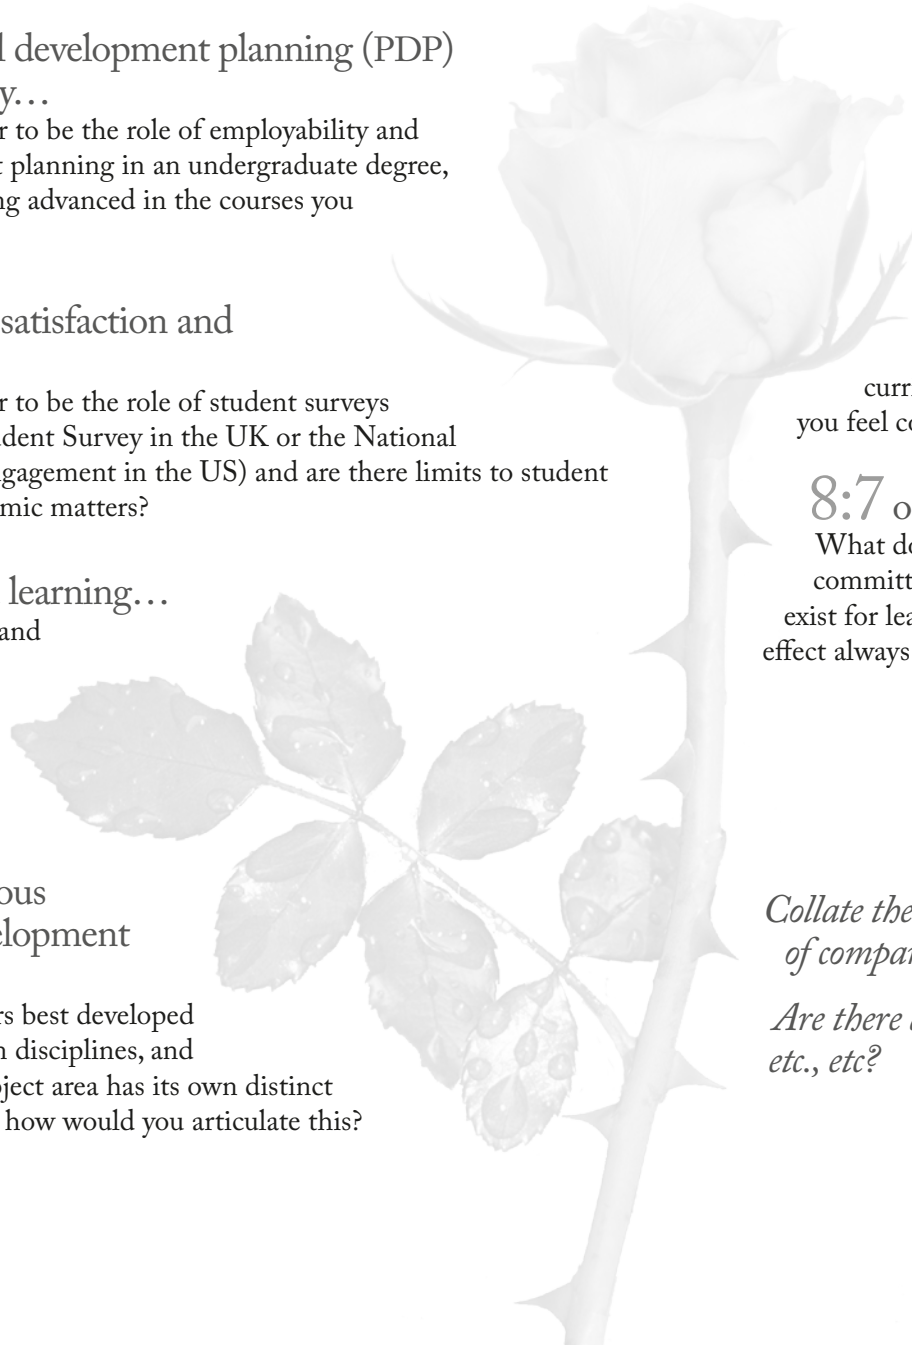 development planning (PDP)
y…
r to be the role of employability and
t planning in an undergraduate degree,
ng advanced in the courses you
satisfaction and
r to be the role of student surveys
dent Survey in the UK or the National
gagement in the US) and are there limits to student
mic matters?
learning…
and
ous
elopment
rs best developed
n disciplines, and
ject area has its own distinct
how would you articulate this?
curr
you feel co
8:7 o
What do
committ
exist for lea
effect always
Collate the
of compar
Are there
etc., etc?